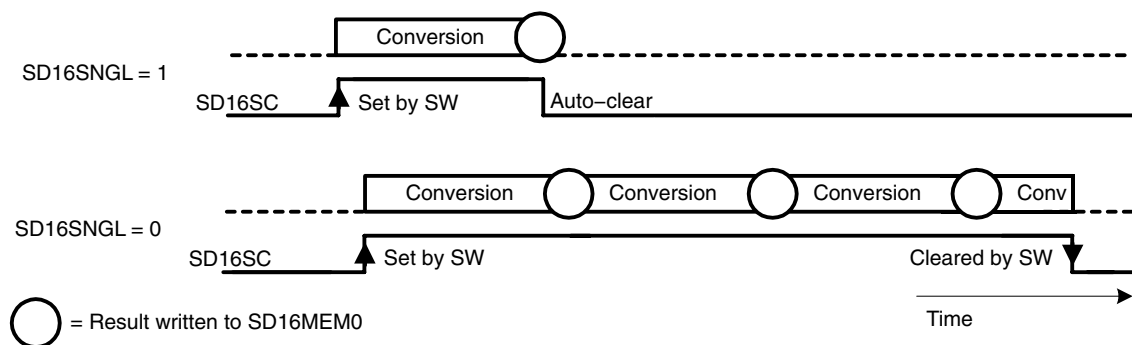 Conversion
SD16SNGL = 1
SD16SC
Set by SW
Auto−clear
Conversion
Conversion
Conversion
Conv
SD16SNGL = 0
SD16SC
Set by SW
Cleared by SW
= Result written to SD16MEM0
Time